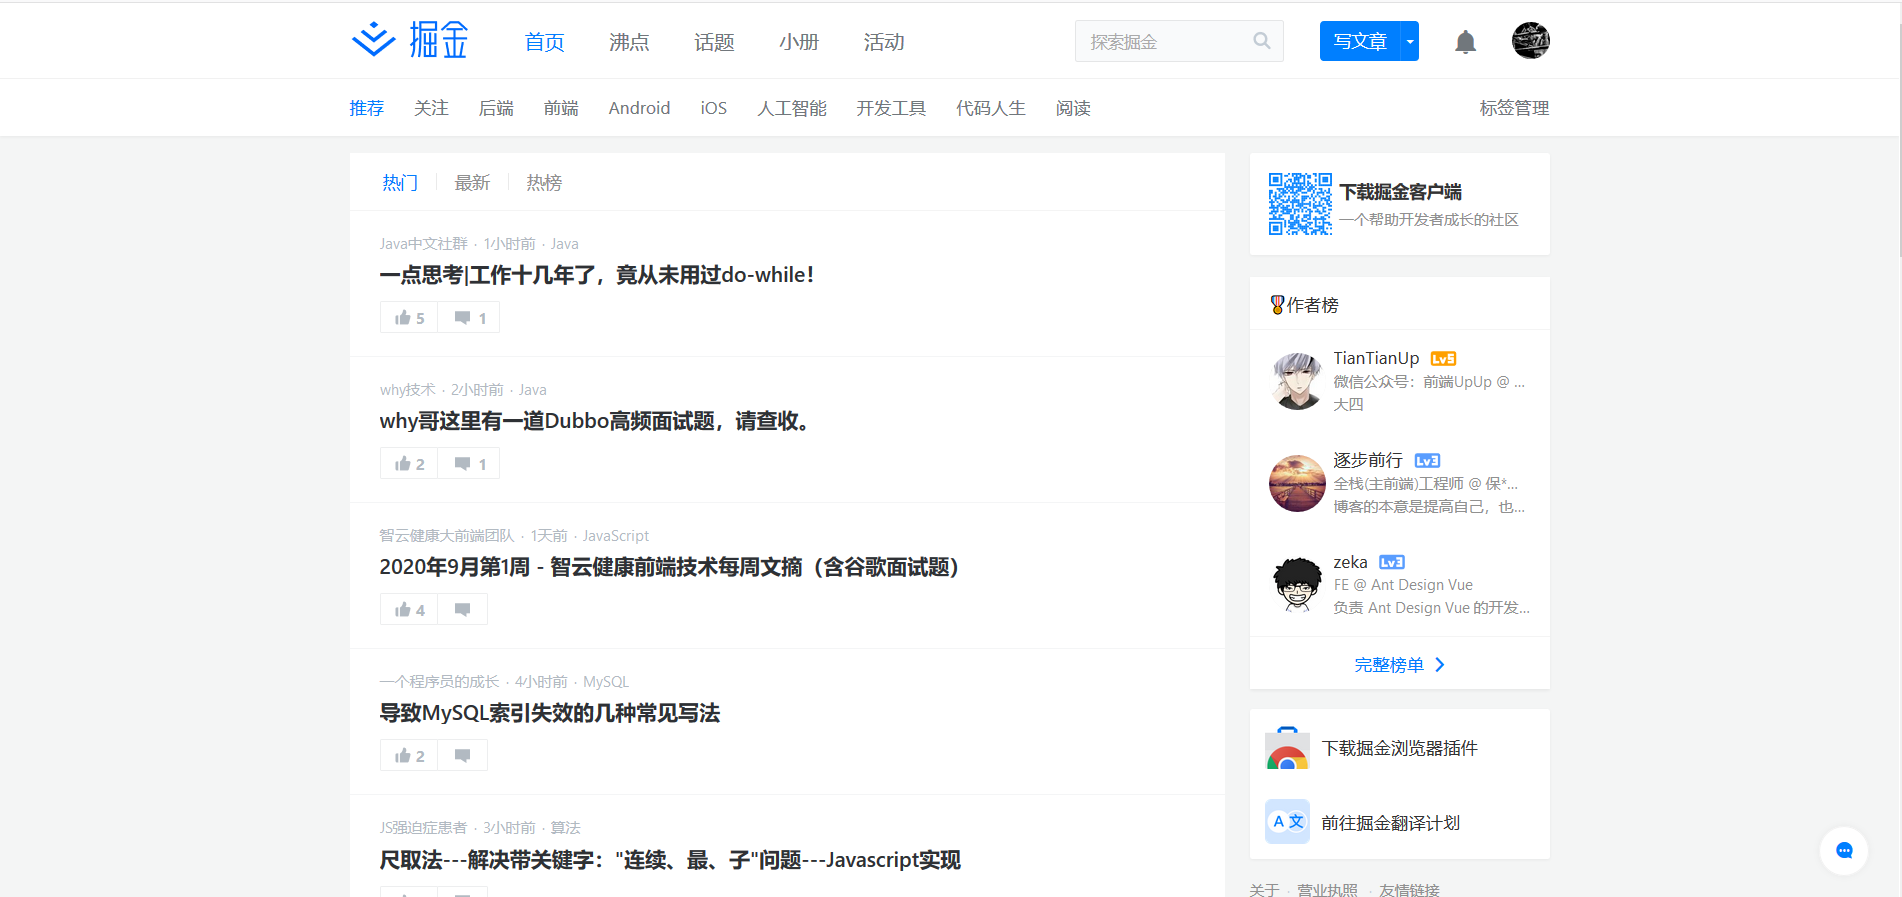 掘金 首页 沸点 话题 小册 活动 探索掘金 写文章
推荐 关注 后端 前端 Android iOS 人工智能 开发工具 代码人生 阅读 标签管理
热门 最新 热榜
Java中文社群 · 1小时前 · Java
一点思考|工作十几年了，竟从未用过do-while！
5 1
why技术 · 2小时前 · Java
why哥这里有一道Dubbo高频面试题，请查收。
2 1
智云健康大前端团队 · 1天前 · JavaScript
2020年9月第1周 - 智云健康前端技术每周文摘（含谷歌面试题）
4
一个程序员的成长 · 4小时前 · MySQL
导致MySQL索引失效的几种常见写法
2
JS强迫症患者 · 3小时前 · 算法
尺取法---解决带关键字："连续、最、子"问题---Javascript实现
下载掘金客户端
一个帮助开发者成长的社区
作者榜
TianTianUp Lv5
微信公众号：前端UpUp @ ...
大四
逐步前行 Lv3
全栈(主前端)工程师 @ 保*...
博客的本意是提高自己，也...
zeka Lv3
FE @ Ant Design Vue
负责 Ant Design Vue 的开发...
完整榜单
下载掘金浏览器插件
A 文 前往掘金翻译计划
关于 · 营业执照 · 友情链接